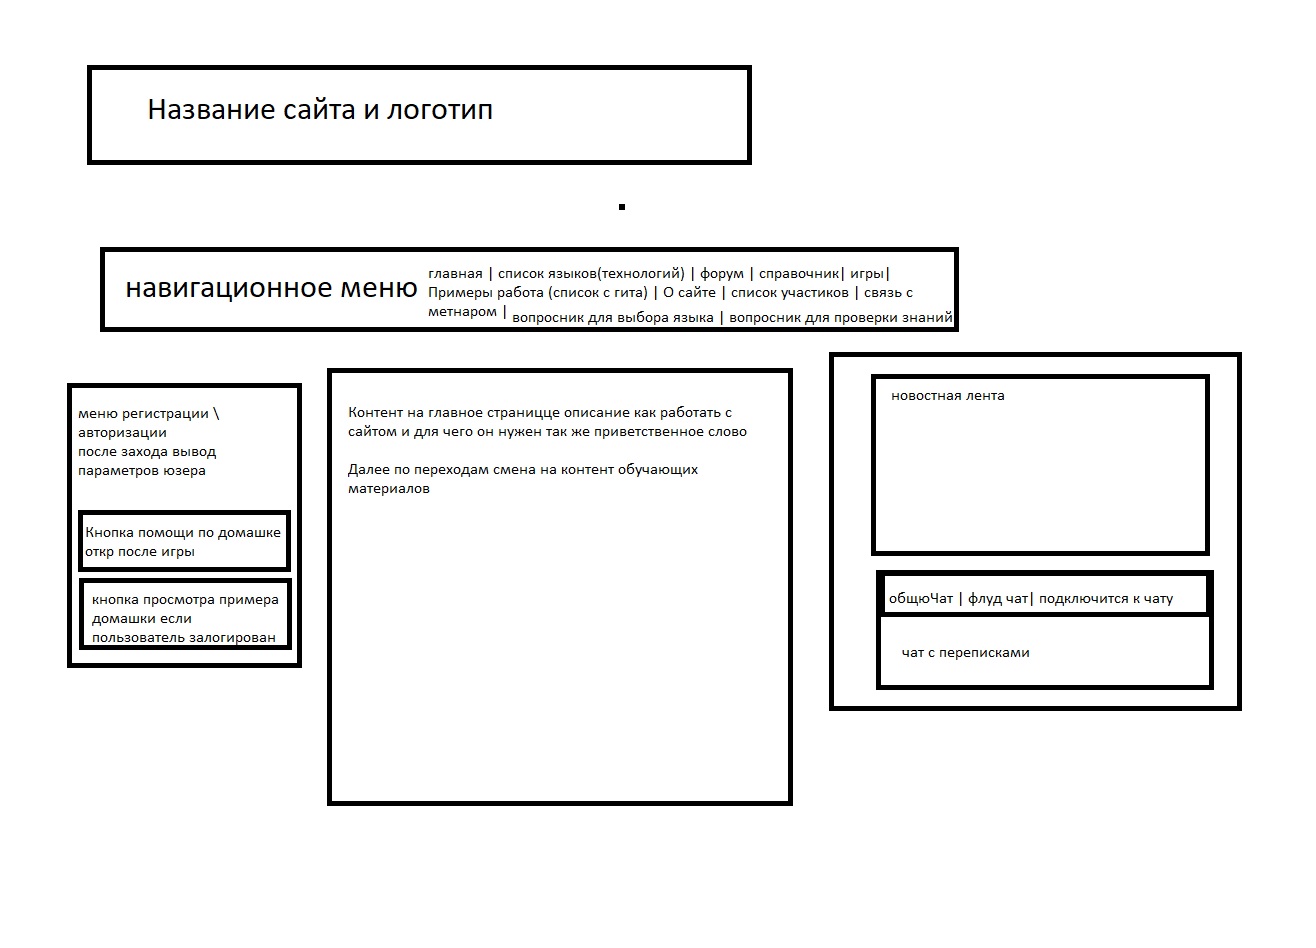 Название сайта и логотип
навигационное меню
главная | список языков(технологий) | форум | справочник| игры|
Примеры работа (список с гита) | О сайте | список участиков | связь с
метнаром |
вопросник для выбора языка | вопросник для проверки знаний
меню регистрации \
авторизации
после захода вывод
параметров юзера
Кнопка помощи по домашке
откр после игры
кнопка просмотра примера
домашки если
пользователь залогирован
Контент на главное страницце описание как работать с
сайтом и для чего он нужен так же приветственное слово
Далее по переходам смена на контент обучающих
материалов
новостная лента
общюЧат | флуд чат| подключится к чату
чат с переписками